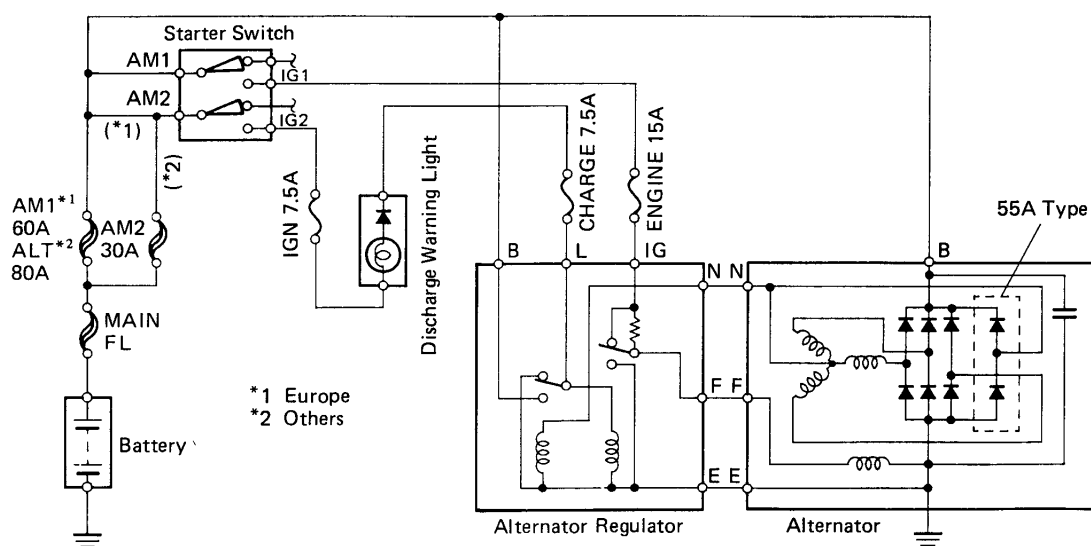 Starter Switch
AM1
IG1
AM2
(*1)
IG2
(*2)
AM1*1
60A
ALT*2
80A
AM2
30A
IGN 7.5A
Discharge Warning Light
CHARGE 7.5A
ENGINE 15A
55A Type
B
L
IG
B
N
N
MAIN
FL
*1 Europe
*2 Others
F
F
Battery
E
E
Alternator Regulator
Alternator